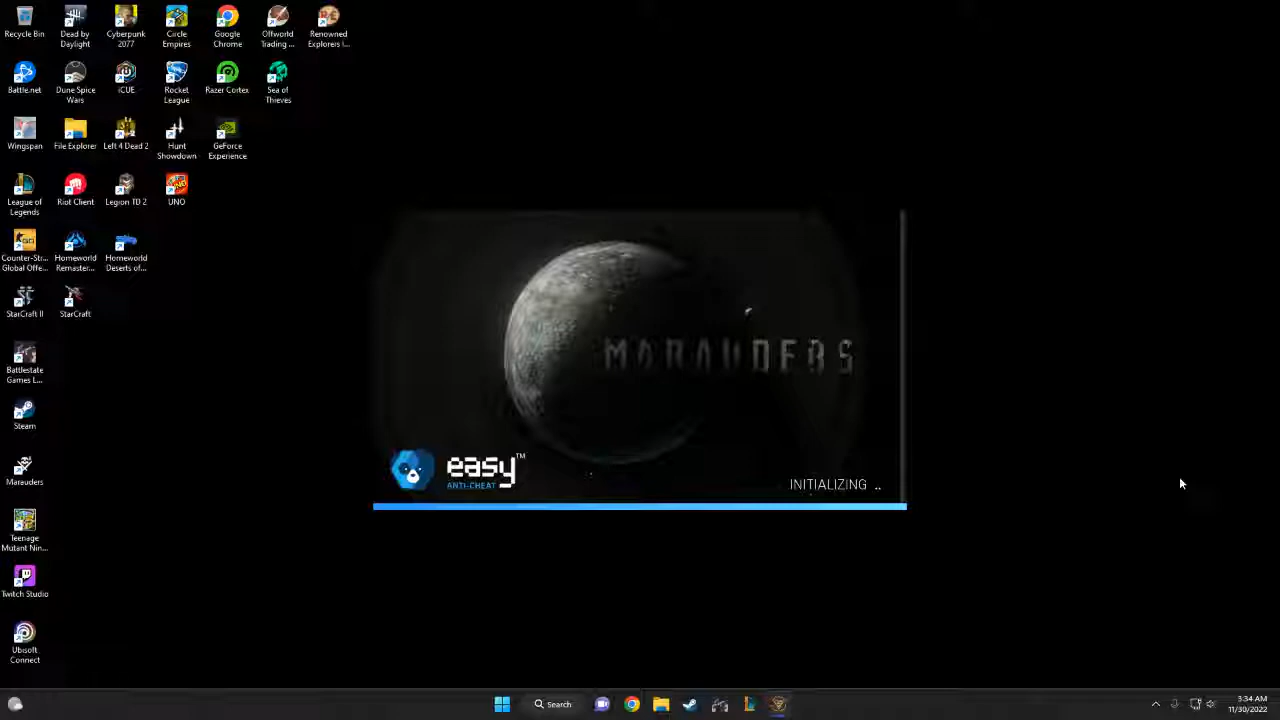 Recycle Bin
Dead by
Daylight
Cyberpunk
2077
Circle
Empires
Google
Chrome
Offworld
Trading ...
Renowned
Explorers I...
Battle.net
Dune Spice
Wars
iCUE
Rocket
League
Razer Cortex
Sea of
Thieves
Wingspan
File Explorer
Left 4 Dead 2
Hunt
Showdown
GeForce
Experience
League of
Legends
Riot Client
Legion TD 2
UNO
Counter-Str...
Global Offe...
Homeworld
Remaster...
Homeworld
Deserts of...
StarCraft II
StarCraft
Battlestate
Games L...
Steam
Marauders
Teenage
Mutant Nin...
Twitch Studio
Ubisoft
Connect
MARAUDERS
easy™
ANTI-CHEAT
INITIALIZING ..
Search
3:34 AM
11/30/2022